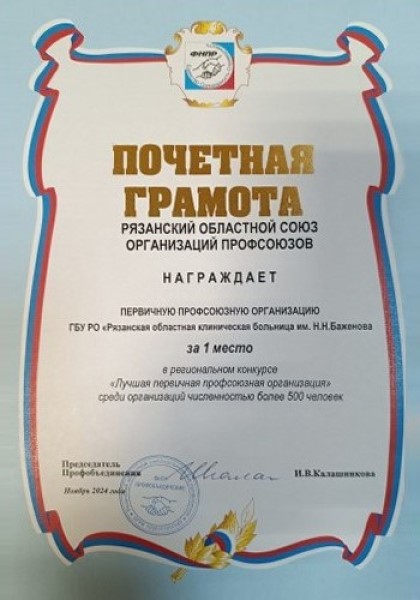 ФНПР
ПОЧЕТНАЯ
ГРАМОТА
РЯЗАНСКИЙ ОБЛАСТНОЙ СОЮЗ
ОРГАНИЗАЦИЙ ПРОФСОЮЗОВ
НАГРАЖДАЕТ
ПЕРВИЧНУЮ ПРОФСОЮЗНУЮ ОРГАНИЗАЦИЮ
ГБУ РО «Рязанская областная клиническая больница им. Н.Н.Баженова
за 1 место
в региональном конкурсе
«Лучшая первичная профсоюзная организация»
среди организаций численностью более 500 человек
Председатель
Профобъединения
И.В.Калашникова
Ноябрь 2024 года